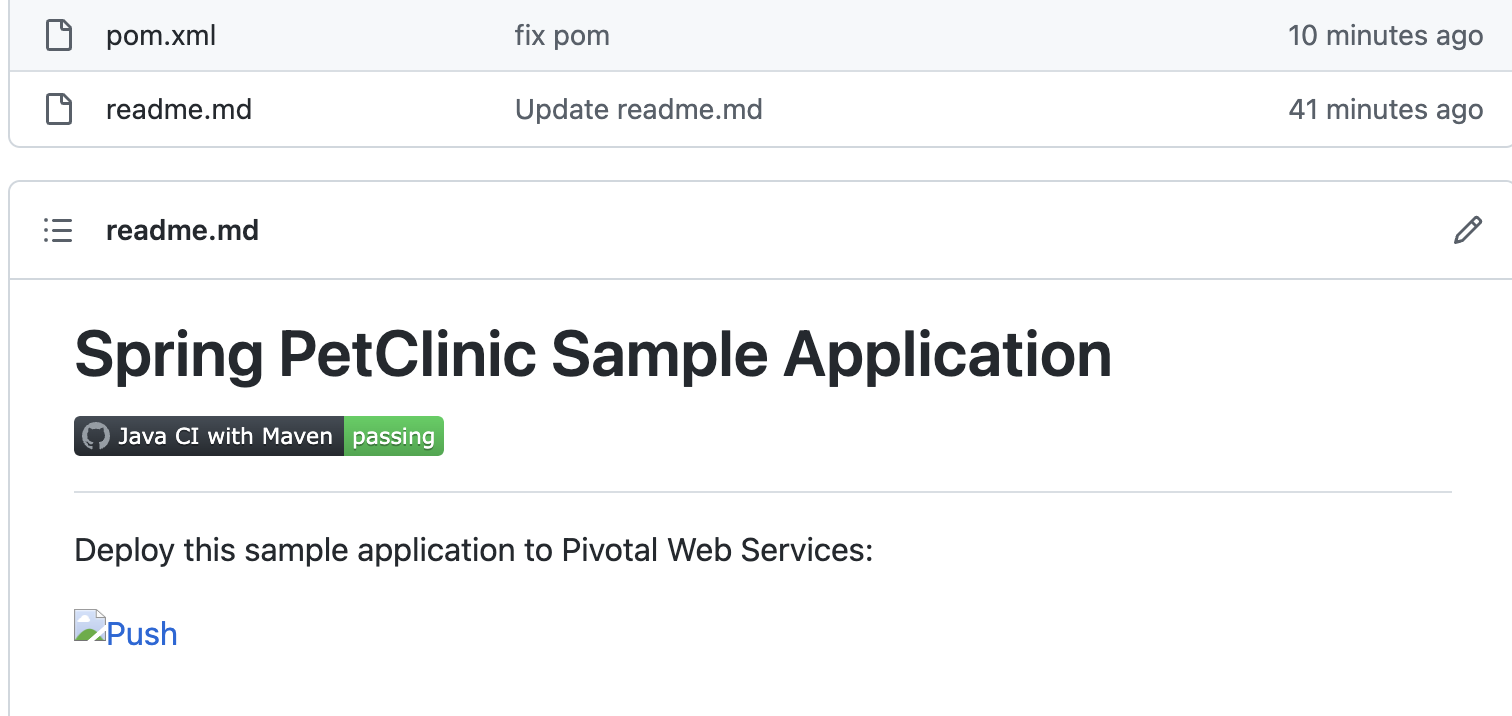 pom.xml fix pom 10 minutes ago
readme.md Update readme.md 41 minutes ago
readme.md
Spring PetClinic Sample Application
Java CI with Maven passing
Deploy this sample application to Pivotal Web Services:
Push